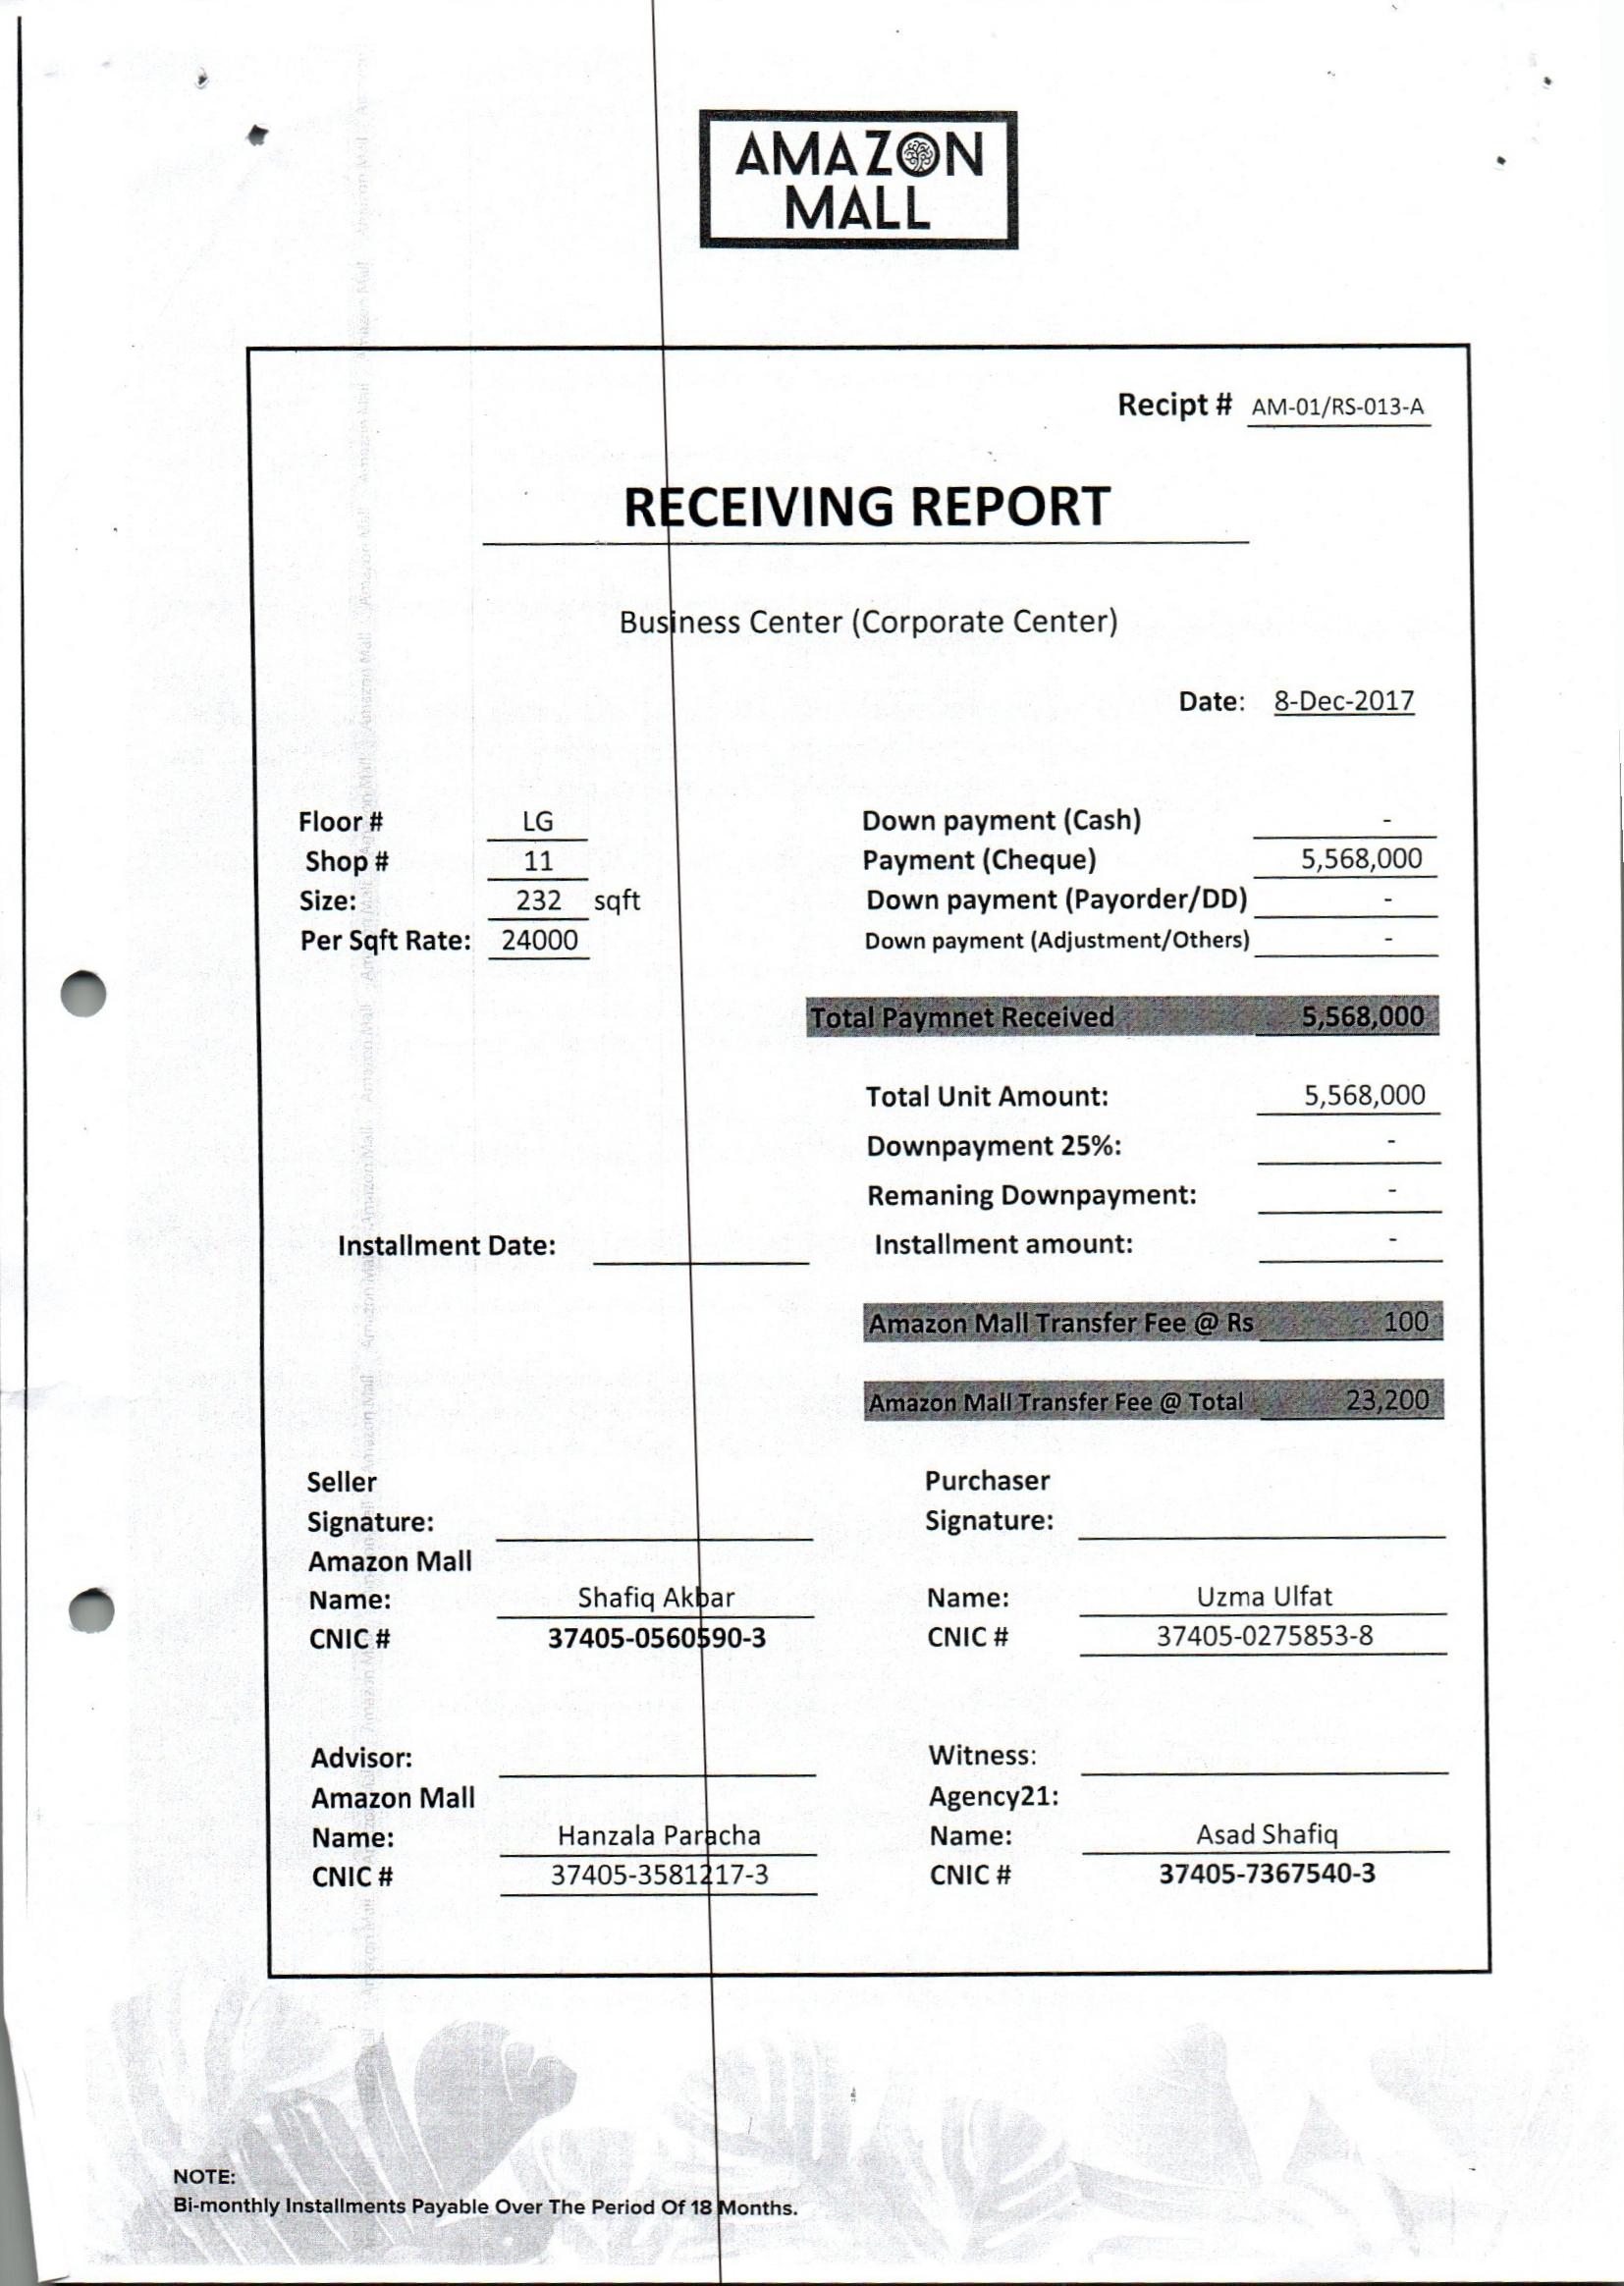 AMAZON
MALL
Recipt # AM-01/RS-013-A
RECEIVING REPORT
Business Center (Corporate Center)
Date: 8-Dec-2017
Floor # LG Down payment (Cash) -
Shop # 11 Payment (Cheque) 5,568,000
Size: 232 sqft Down payment (Payorder/DD) -
Per Sqft Rate: 24000 Down payment (Adjustment/Others) -
Total Paymnet Received 5,568,000
Total Unit Amount: 5,568,000
Downpayment 25%: -
Remaning Downpayment: -
Installment Date: Installment amount: -
Amazon Mall Transfer Fee @ Rs 100
Amazon Mall Transfer Fee @ Total 23,200
Seller Purchaser
Signature: Signature:
Amazon Mall
Name: Shafiq Akbar Name: Uzma Ulfat
CNIC # 37405-0560590-3 CNIC # 37405-0275853-8
Advisor: Witness:
Amazon Mall Agency21:
Name: Hanzala Paracha Name: Asad Shafiq
CNIC # 37405-3581217-3 CNIC # 37405-7367540-3
NOTE:
Bi-monthly Installments Payable Over The Period Of 18 Months.